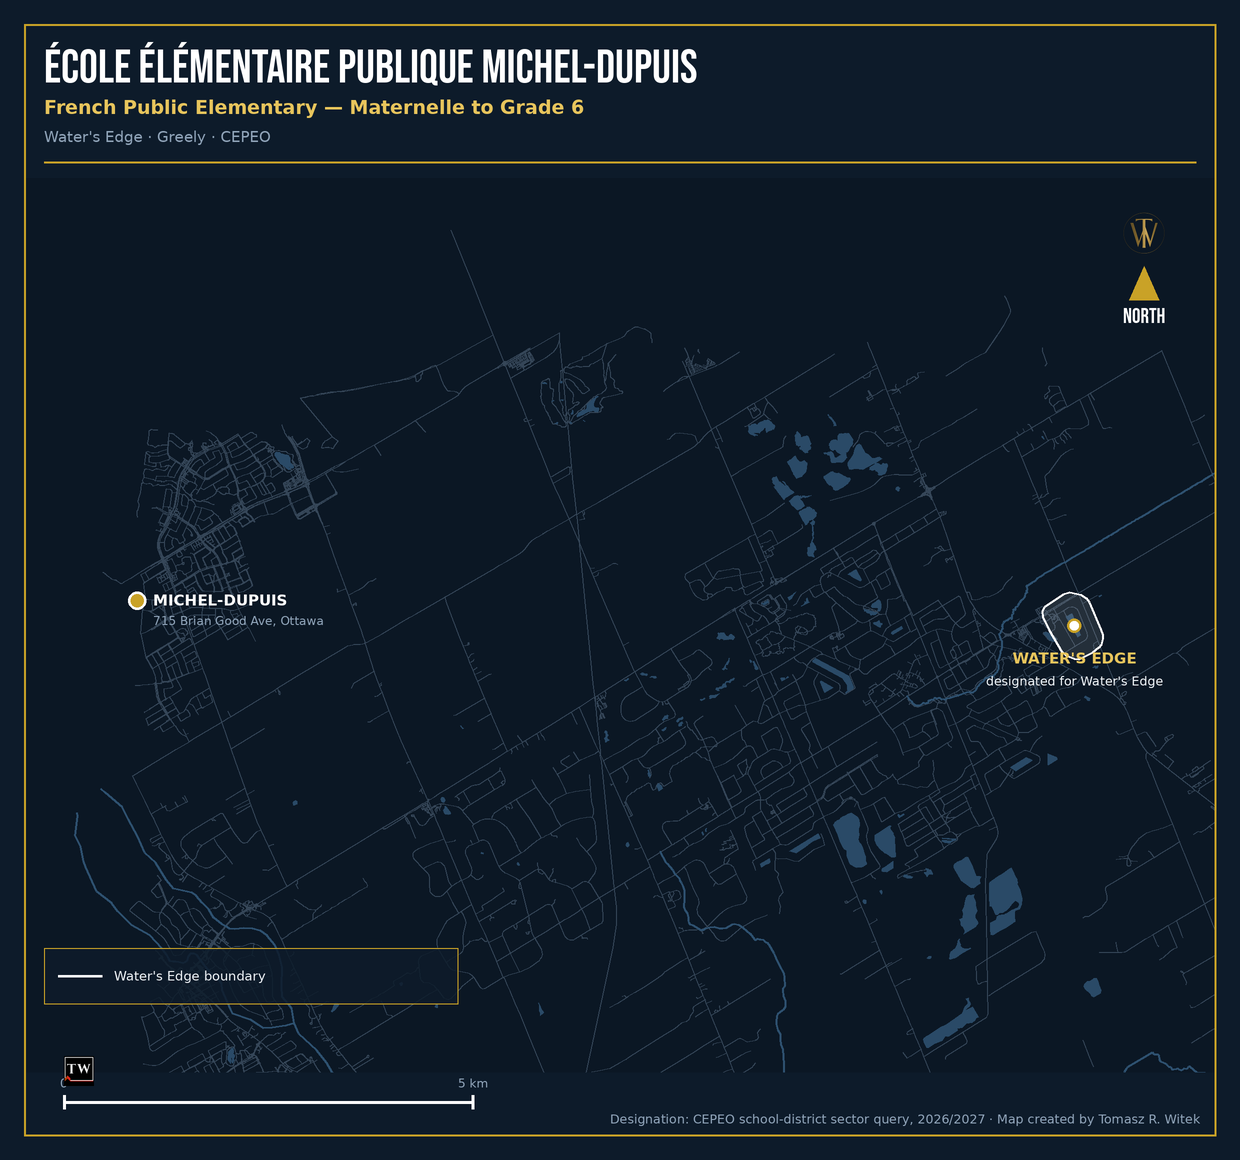 ÉCOLE ÉLÉMENTAIRE PUBLIQUE MICHEL-DUPUIS
French Public Elementary — Maternelle to Grade 6
Water's Edge · Greely · CEPEO
TW
NORTH
MICHEL-DUPUIS
715 Brian Good Ave, Ottawa
WATER'S EDGE
designated for Water's Edge
Water's Edge boundary
TW
0
5 km
Designation: CEPEO school-district sector query, 2026/2027 · Map created by Tomasz R. Witek